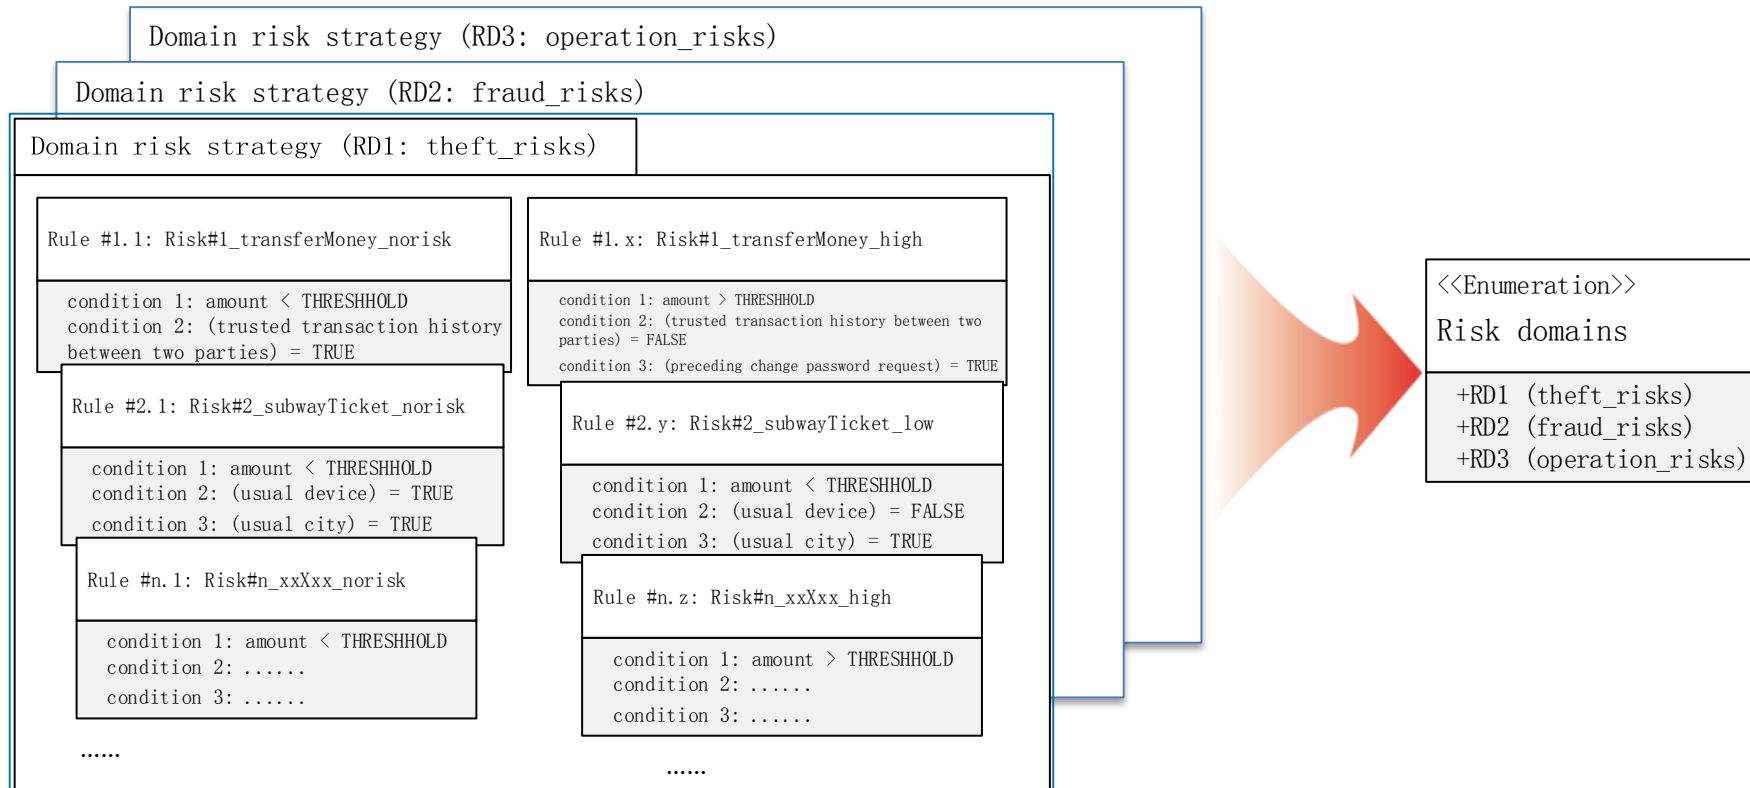 Domain risk strategy (RD3: operation_risks)
Domain risk strategy (RD2: fraud_risks)
Domain risk strategy (RD1: theft_risks)
Rule #1.1: Risk#1_transferMoney_norisk
condition 1: amount < THRESHHOLD
condition 2: (trusted transaction history
between two parties) = TRUE
Rule #2.1: Risk#2_subwayTicket_norisk
condition 1: amount < THRESHHOLD
condition 2: (usual device) = TRUE
condition 3: (usual city) = TRUE
Rule #n.1: Risk#n_xxXxx_norisk
condition 1: amount < THRESHHOLD
condition 2: ......
condition 3: ......
......
Rule #1.x: Risk#1_transferMoney_high
condition 1: amount > THRESHHOLD
condition 2: (trusted transaction history between two
parties) = FALSE
condition 3: (preceding change password request) = TRUE
Rule #2.y: Risk#2_subwayTicket_low
condition 1: amount < THRESHHOLD
condition 2: (usual device) = FALSE
condition 3: (usual city) = TRUE
Rule #n.z: Risk#n_xxXxx_high
condition 1: amount > THRESHHOLD
condition 2: ......
condition 3: ......
......
<<Enumeration>>
Risk domains
+RD1 (theft_risks)
+RD2 (fraud_risks)
+RD3 (operation_risks)